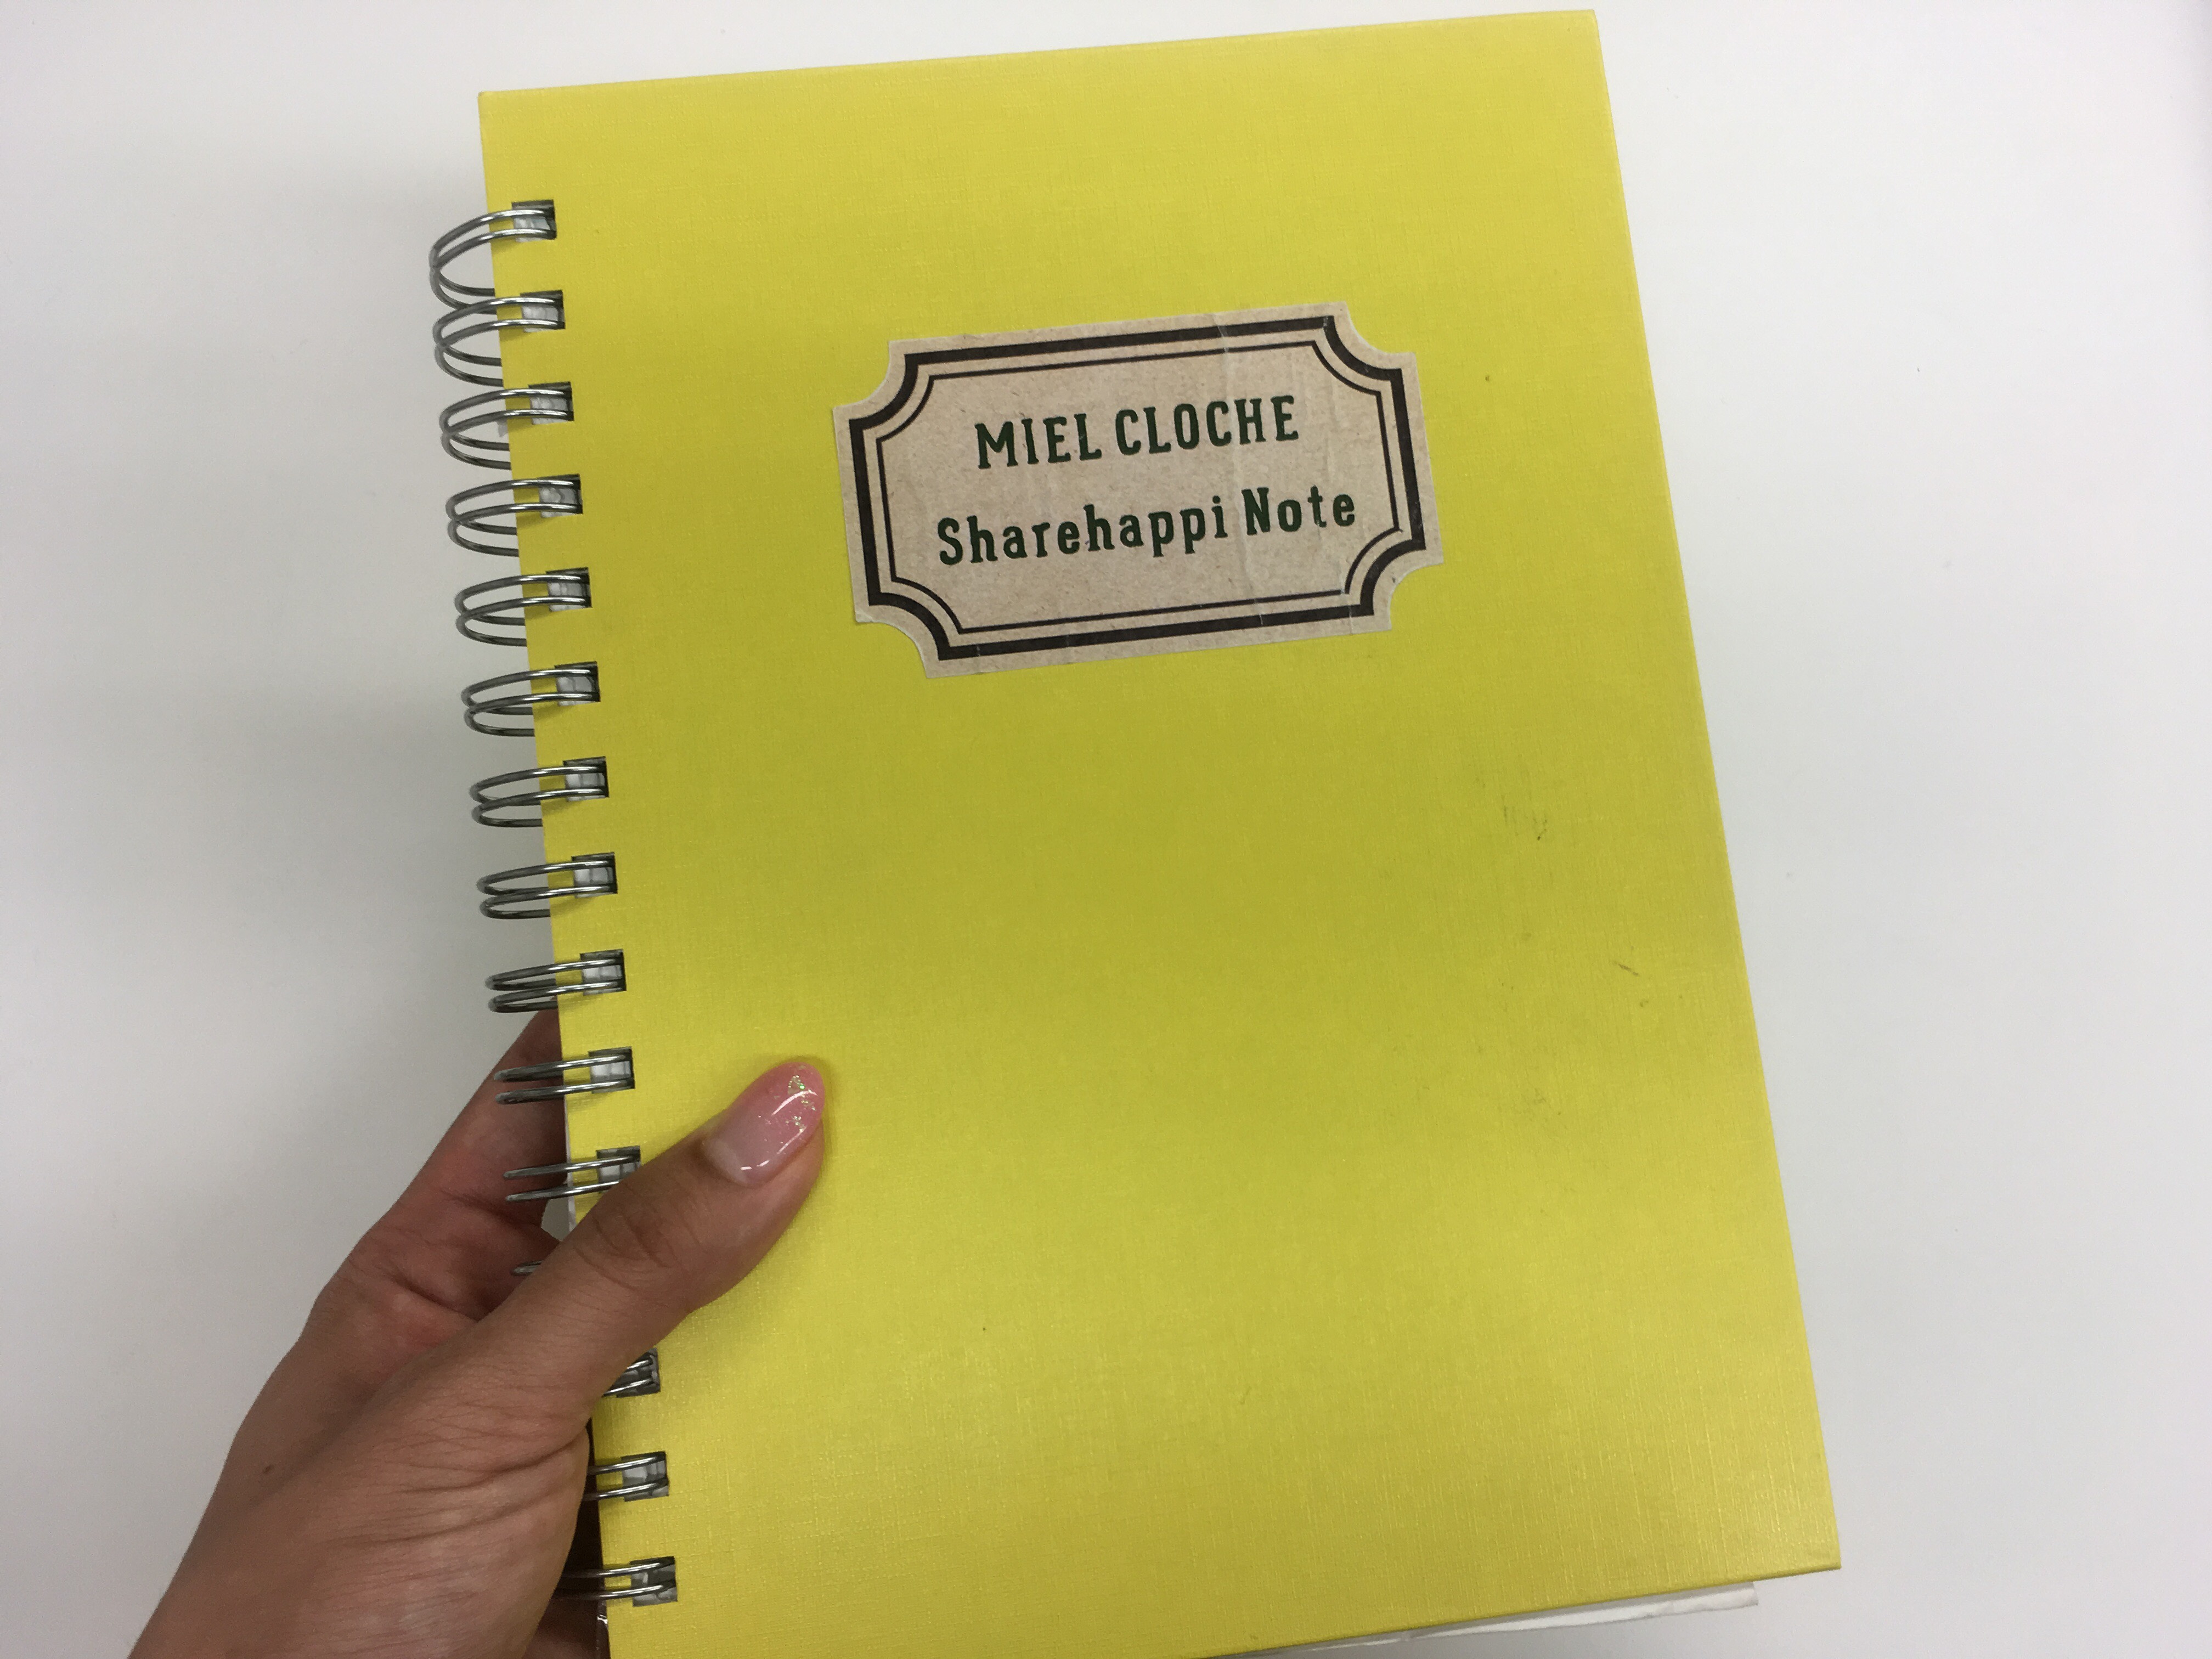 MIEL CLOCHE
Sharehappi Note